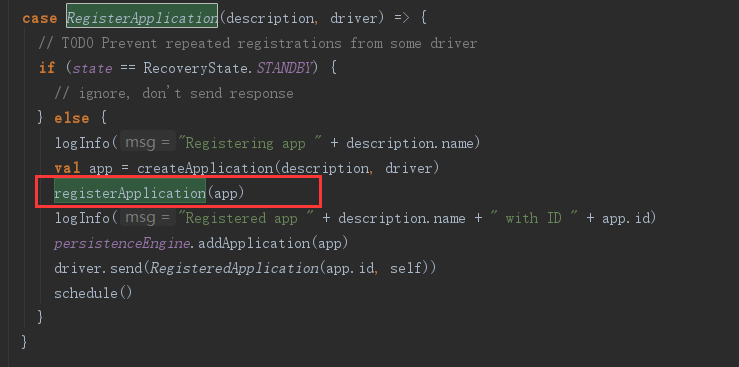 case RegisterApplication(description, driver) => {
// TODO Prevent repeated registrations from some driver
if (state == RecoveryState.STANDBY) {
// ignore, don't send response
} else {
logInfo( msg = "Registering app " + description.name)
val app = createApplication(description, driver)
registerApplication(app)
logInfo( msg = "Registered app " + description.name + " with ID " + app.id)
persistenceEngine.addApplication(app)
driver.send(RegisteredApplication(app.id, self))
schedule()
}
}